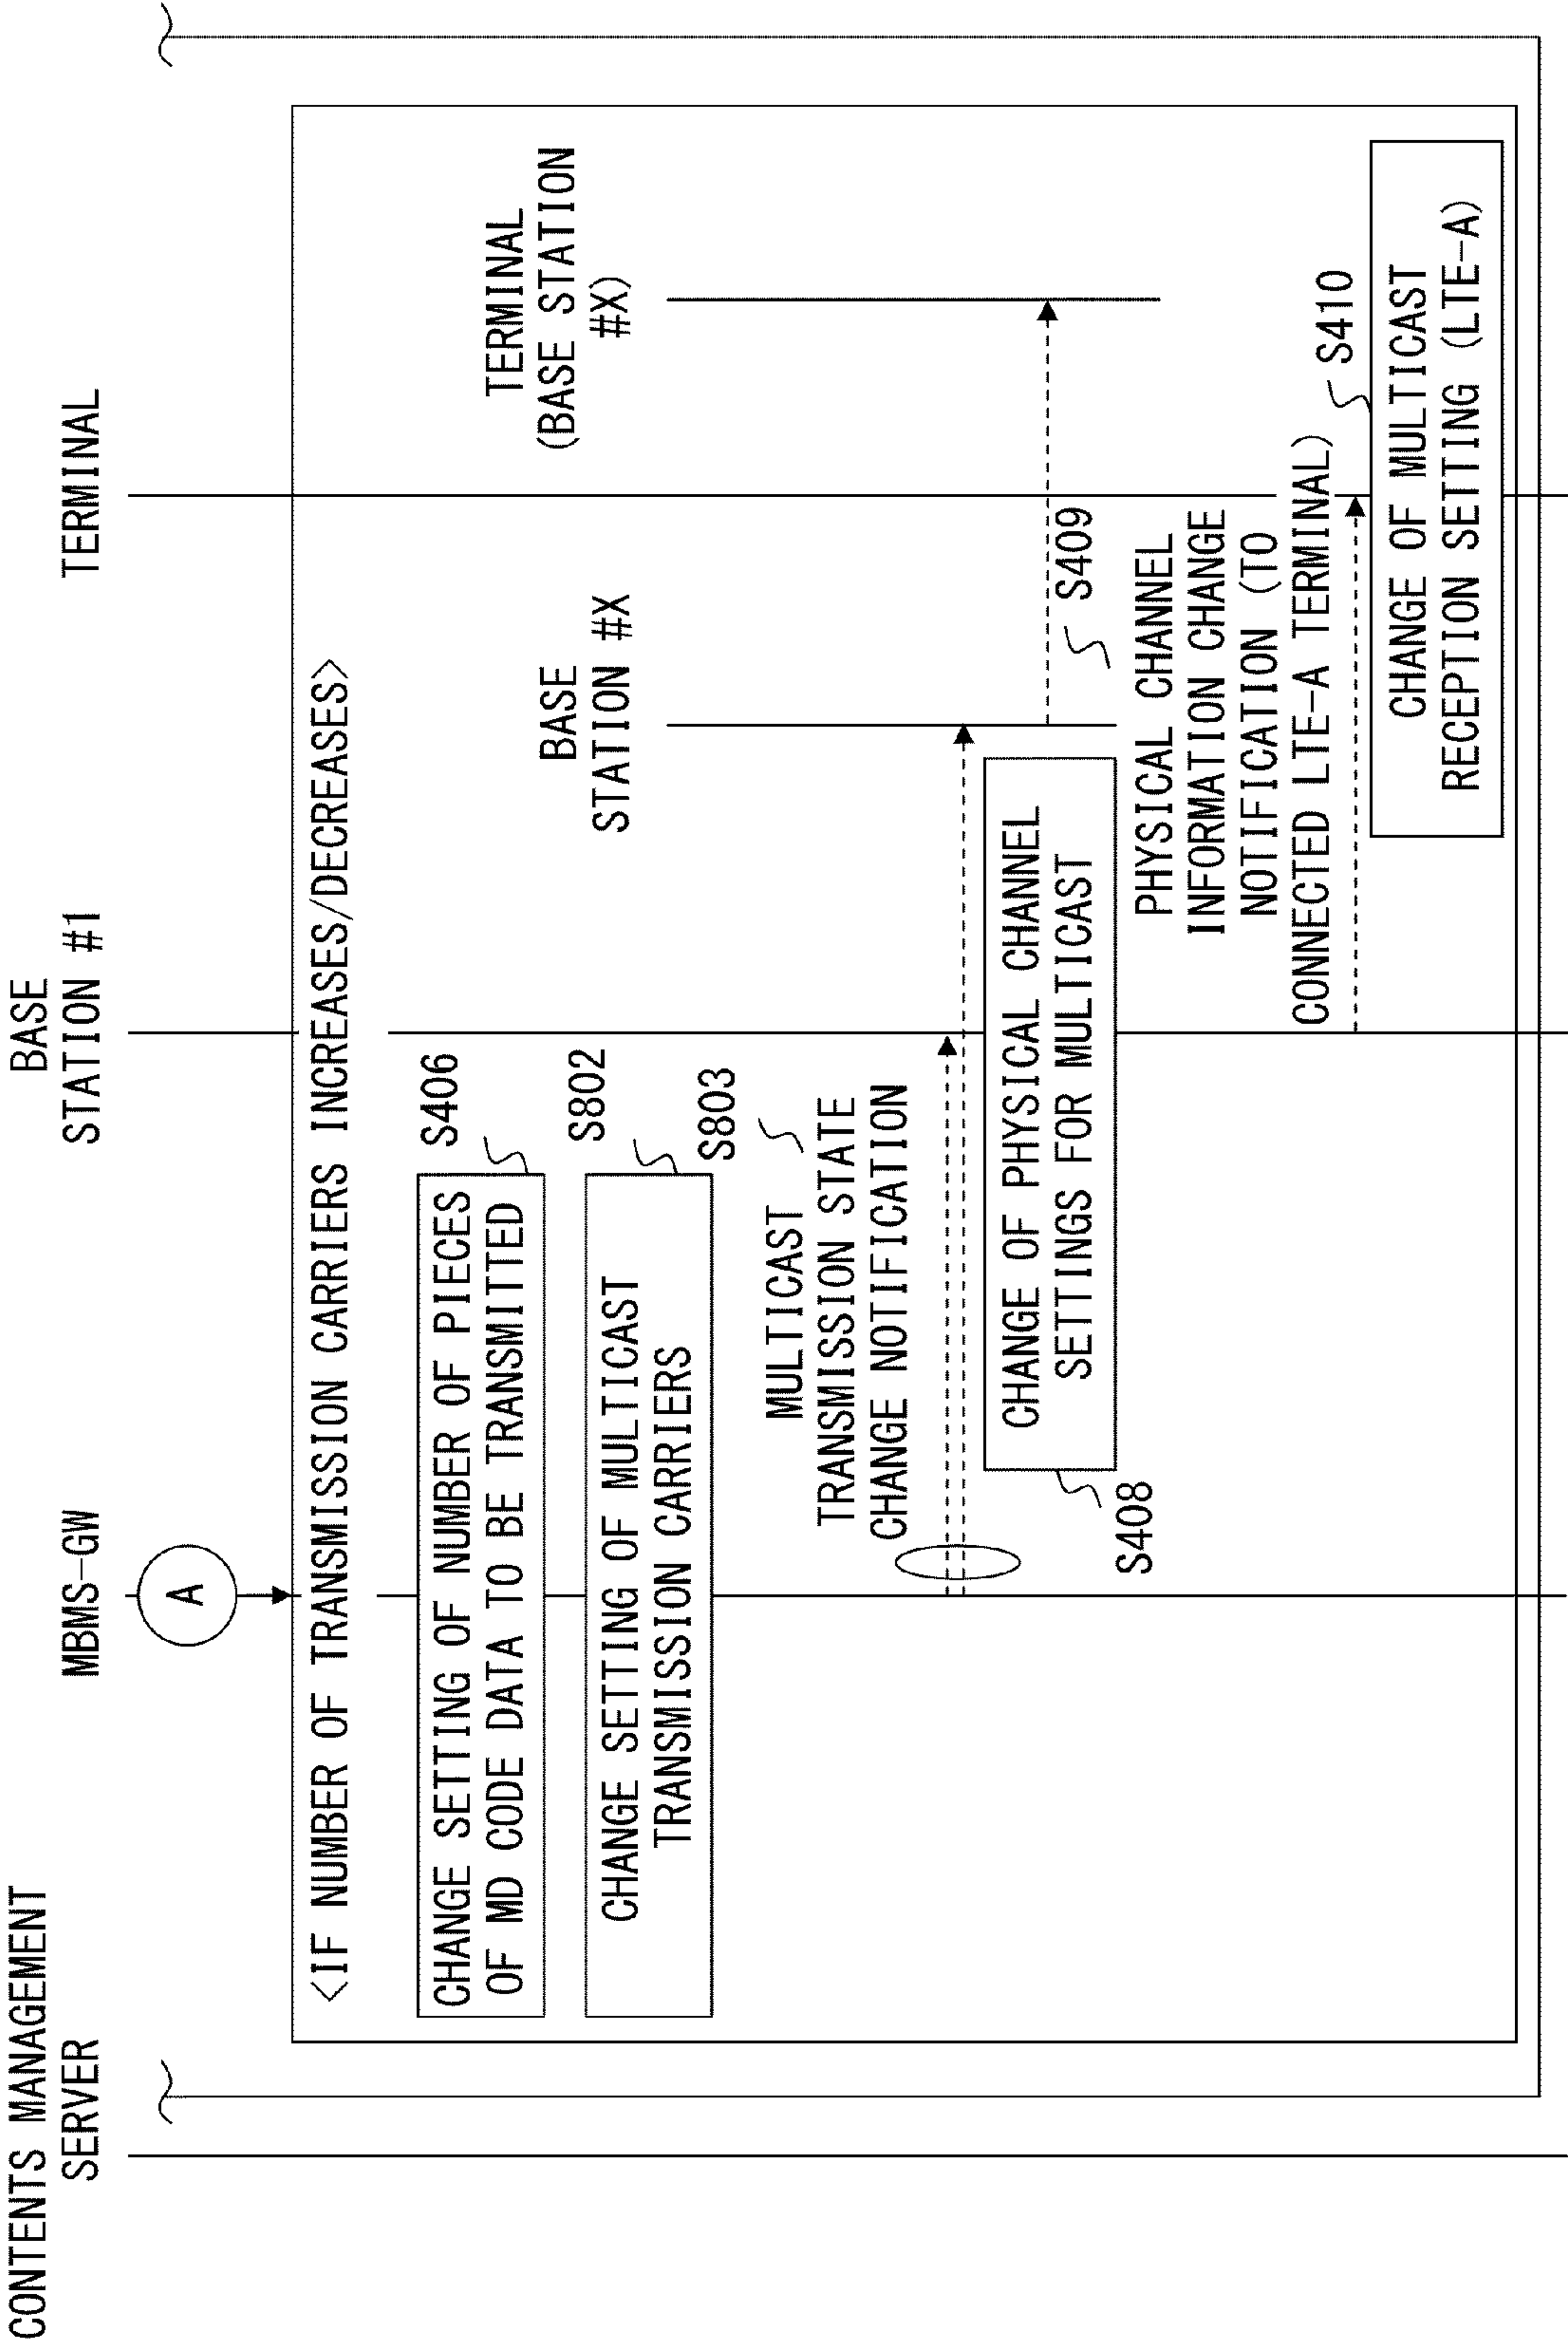 CONTENTS MANAGEMENT
SERVER
MBMS-GW
BASE
STATION #1
TERMINAL
A
<IF NUMBER OF TRANSMISSION CARRIERS INCREASES/DECREASES>
S406
CHANGE SETTING OF NUMBER OF PIECES
OF MD CODE DATA TO BE TRANSMITTED
BASE
STATION #X
TERMINAL
(BASE STATION
#X)
S802
CHANGE SETTING OF MULTICAST
TRANSMISSION CARRIERS
S803
MULTICAST
TRANSMISSION STATE
CHANGE NOTIFICATION
CHANGE OF PHYSICAL CHANNEL
SETTINGS FOR MULTICAST
S408
S409
PHYSICAL CHANNEL
INFORMATION CHANGE
NOTIFICATION (TO
CONNECTED LTE-A TERMINAL)
S410
CHANGE OF MULTICAST
RECEPTION SETTING (LTE-A)